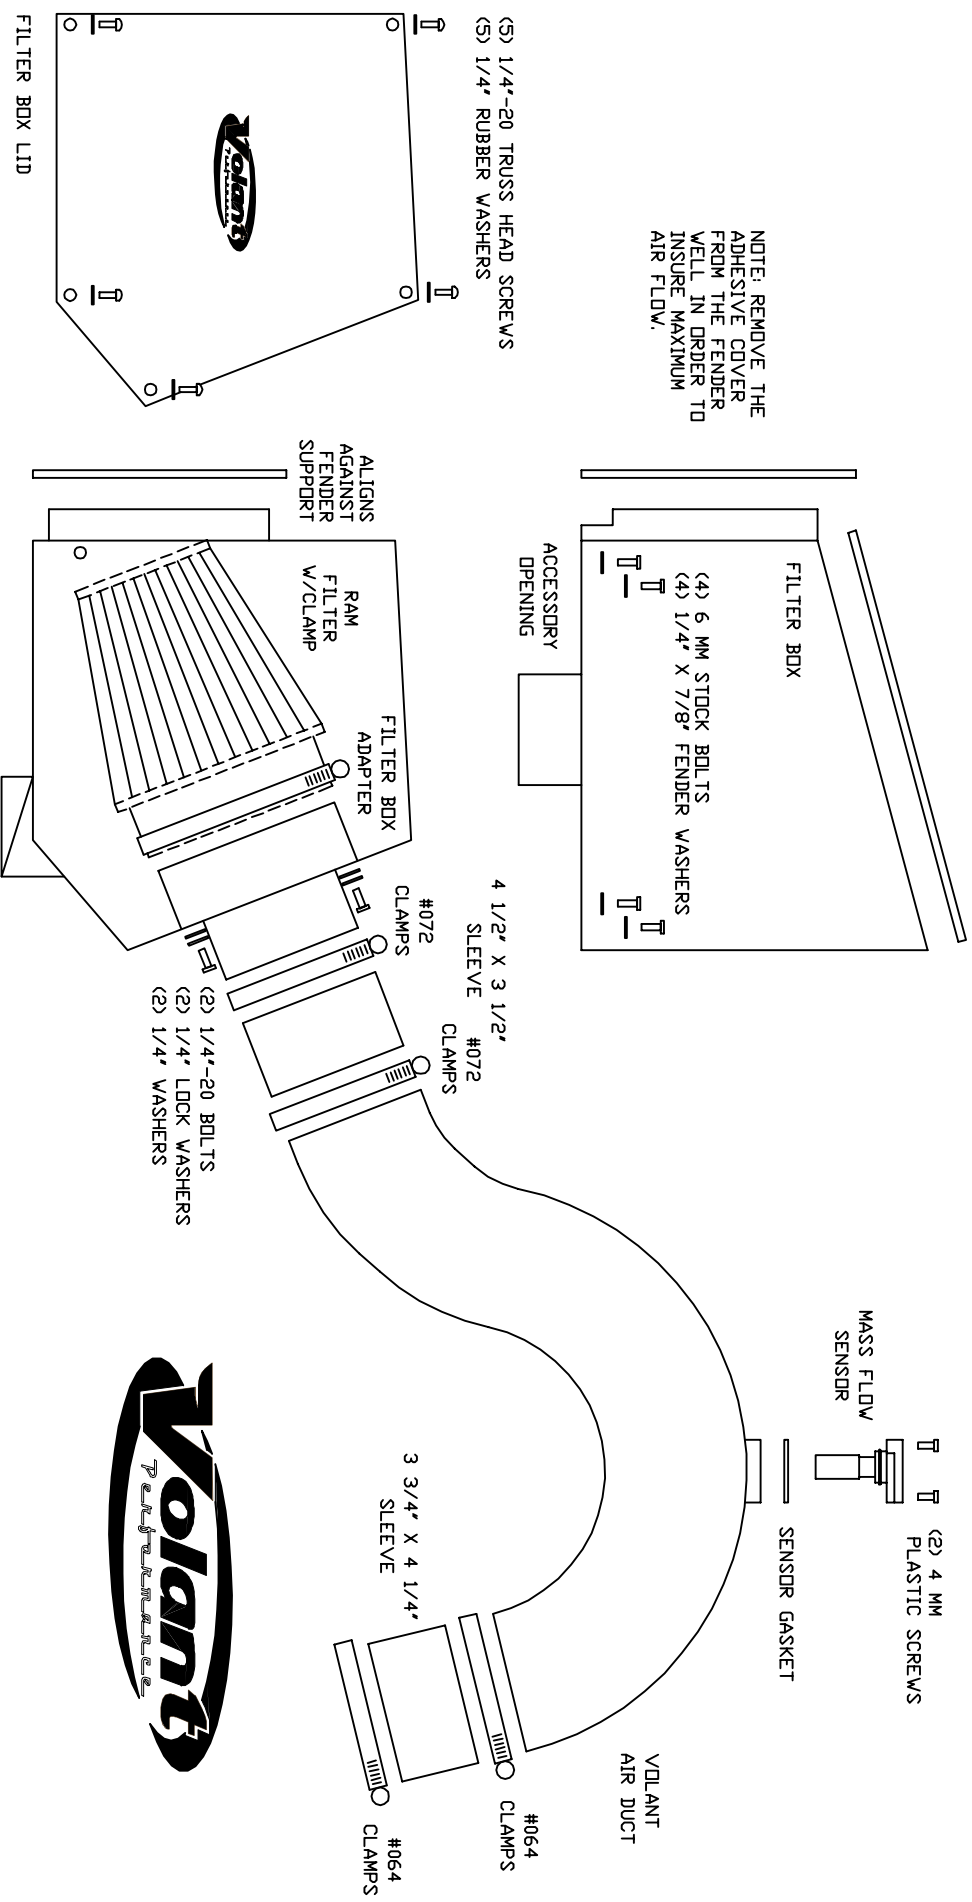 NOTE: REMOVE THE
ADHESIVE COVER
FROM THE FENDER
WELL IN ORDER TO
INSURE MAXIMUM
AIR FLOW.
FILTER BOX
(4) 6 MM STOCK BOLTS
(4) 1/4" X 7/8" FENDER WASHERS
ACCESSORY
OPENING
MASS FLOW
SENSOR
(2) 4 MM
PLASTIC SCREWS
SENSOR GASKET
VOLANT
AIR DUCT
(5) 1/4"-20 TRUSS HEAD SCREWS
(5) 1/4" RUBBER WASHERS
4 1/2" X 3 1/2"
SLEEVE
#072
CLAMPS
#072
CLAMPS
#064
CLAMPS
3 3/4" X 4 1/4"
SLEEVE
#064
CLAMPS
ALIGNS
AGAINST
FENDER
SUPPORT
RAM
FILTER
W/CLAMP
FILTER BOX
ADAPTER
Volant
Performance
(2) 1/4"-20 BOLTS
(2) 1/4" LOCK WASHERS
(2) 1/4" WASHERS
Volant
Performance
FILTER BOX LID